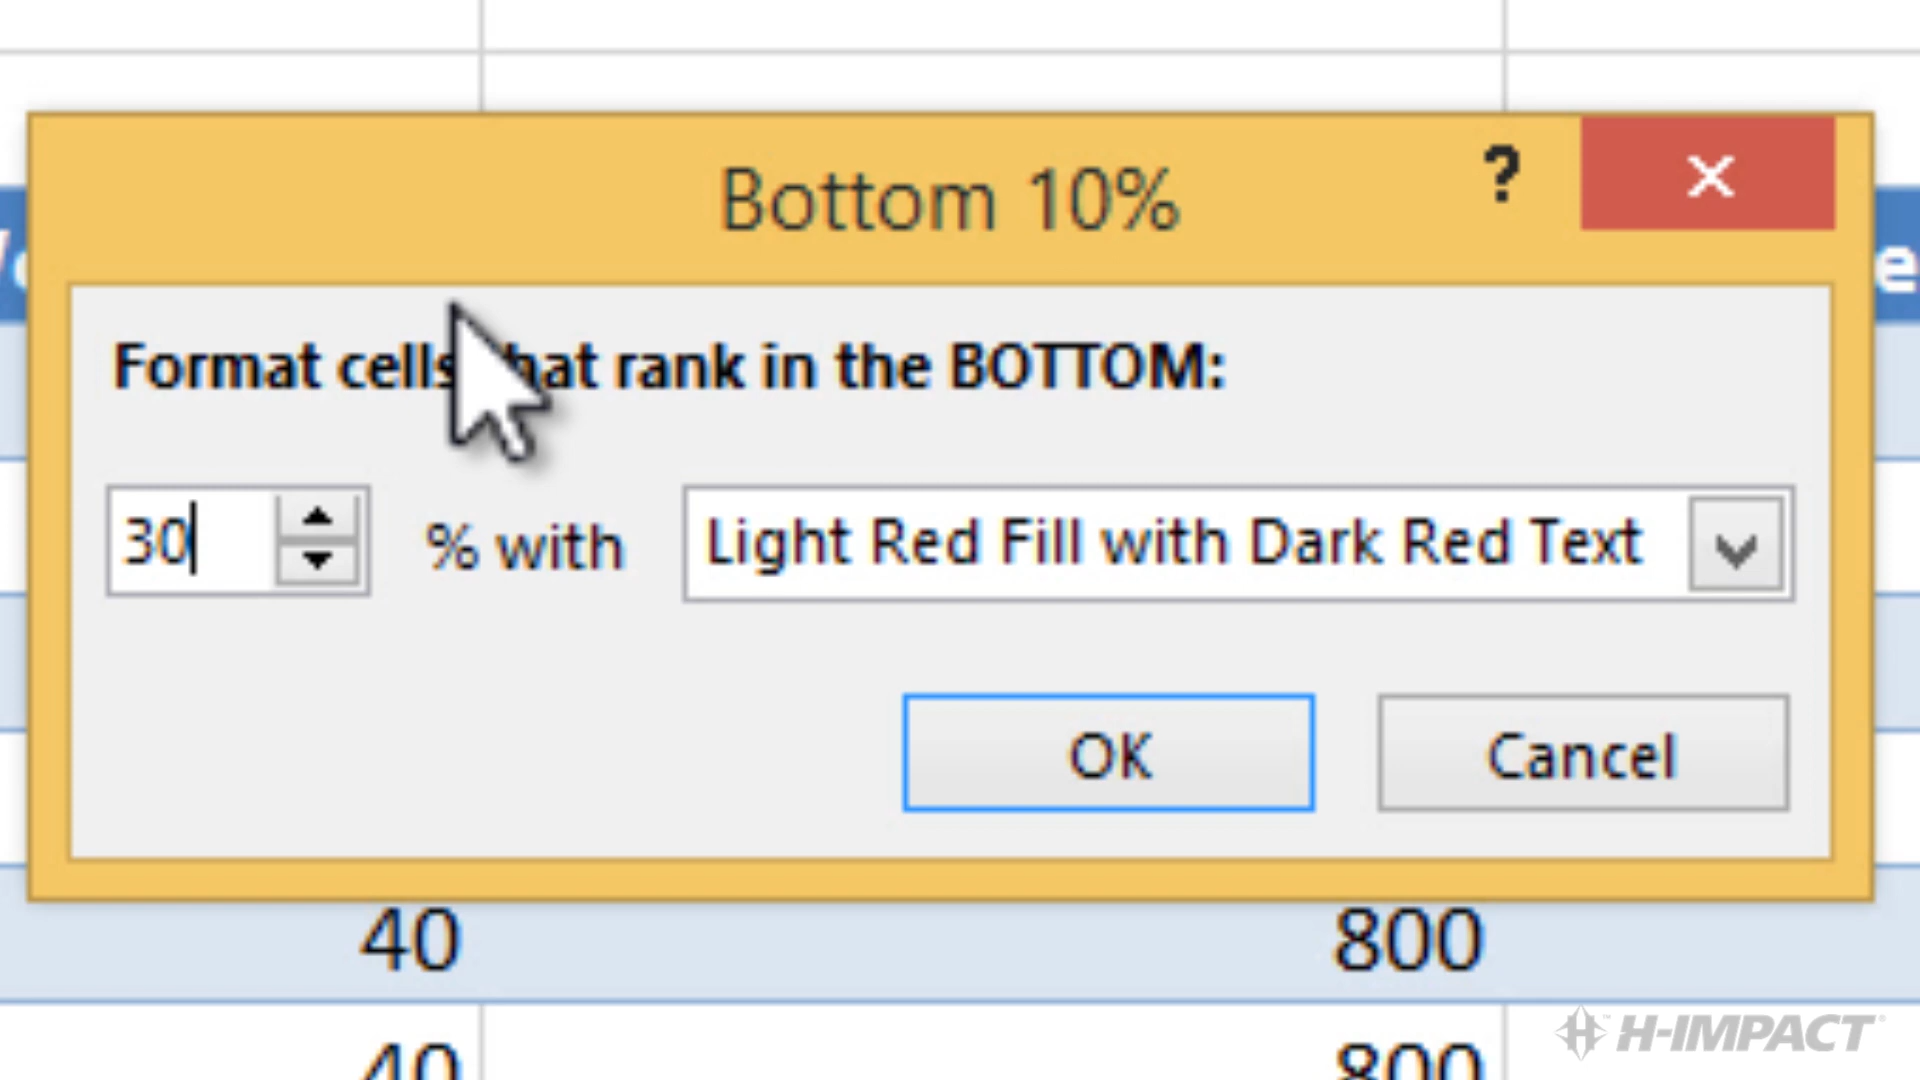 Bottom 10%
?
Format cells that rank in the BOTTOM:
30 % with Light Red Fill with Dark Red Text
OK Cancel
40 800
40 800
H-IMPACT